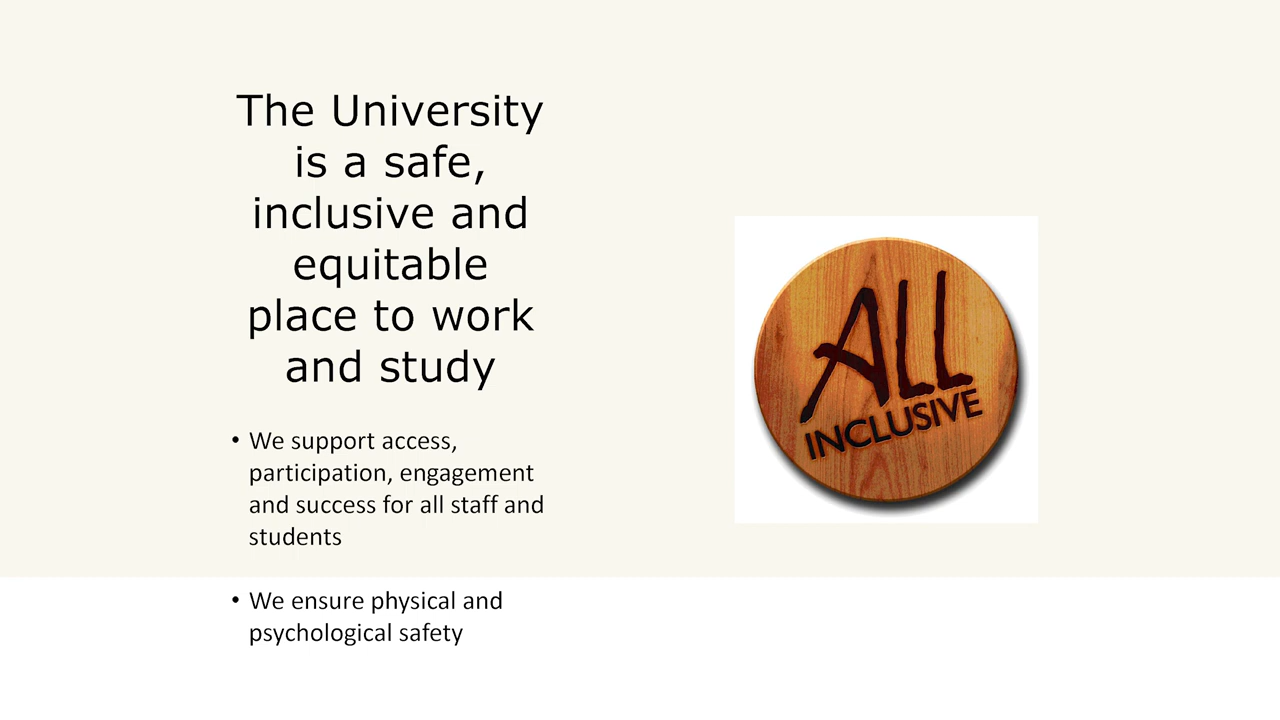 The University
is a safe,
inclusive and
equitable
place to work
and study
• We support access,
participation, engagement
and success for all staff and
students
• We ensure physical and
psychological safety
ALL
INCLUSIVE